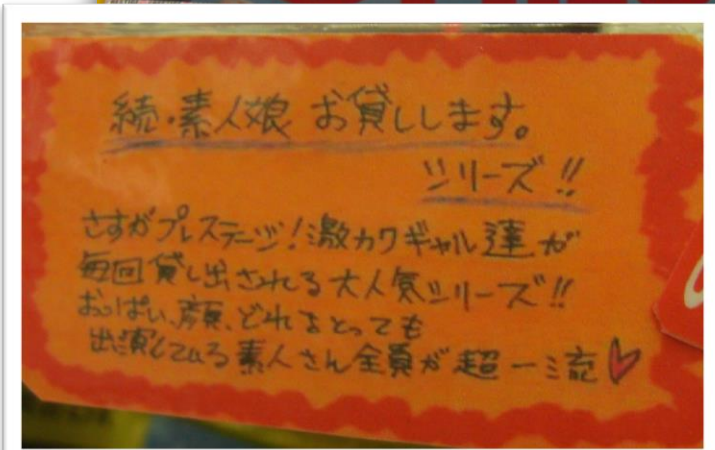 続・素人娘 お貸しします。
シリーズ!!
さすがプレステージ!激カワギャル達が
毎回貸し出される大人気シリーズ!!
おっぱい、顔、どれをとっても
出演している素人さん全員が超一流♥